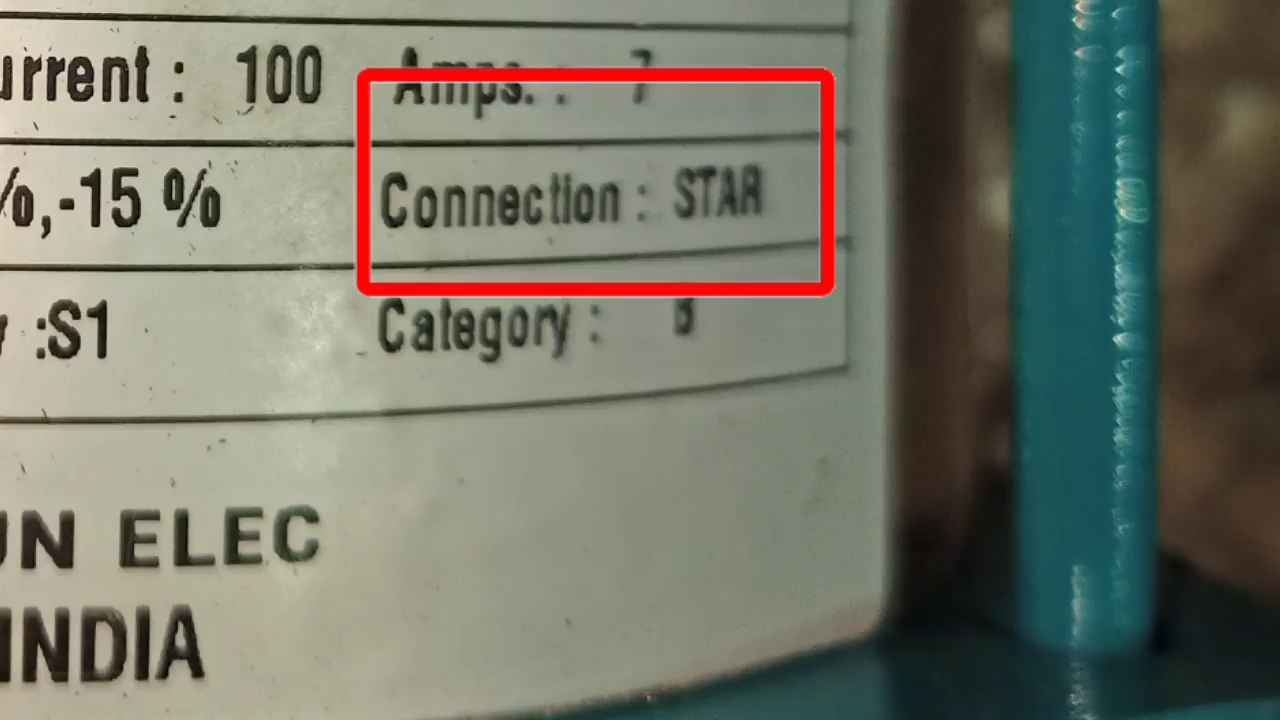 urrent : 100 Amps. : 7
%,-15 % Connection : STAR
:S1 Category : B
UN ELEC
INDIA